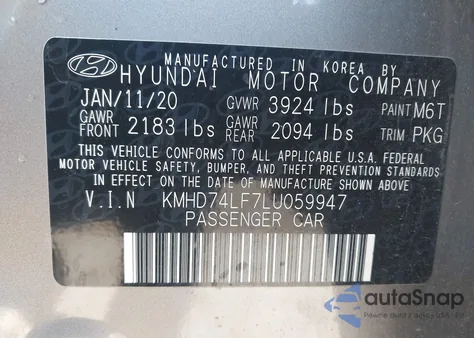 MANUFACTURED IN KOREA BY
HYUNDAI MOTOR COMPANY
JAN/11/20 GVWR 3924 lbs PAINT M6T
GAWR FRONT 2183 lbs GAWR REAR 2094 lbs TRIM PKG
THIS VEHICLE CONFORMS TO ALL APPLICABLE U.S.A. FEDERAL
MOTOR VEHICLE SAFETY, BUMPER, AND THEFT PREVENTION STANDARDS
IN EFFECT ON THE DATE OF MANUFACTURE SHOWN ABOVE.
V.I.N KMHD74LF7LU059947
PASSENGER CAR
autaSnap